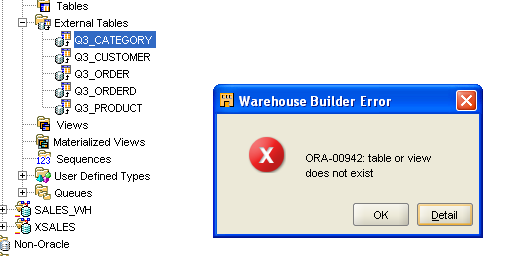 Tables
External Tables
Q3_CATEGORY
Q3_CUSTOMER
Q3_ORDER
Q3_ORDERD
Q3_PRODUCT
Views
Materialized Views
123 Sequences
User Defined Types
Queues
SALES_WH
XSALES
Non-Oracle
Warehouse Builder Error
ORA-00942: table or view
does not exist
OK Detail